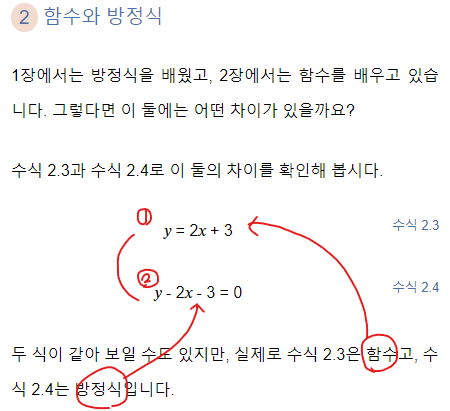 2 함수와 방정식
1장에서는 방정식을 배웠고, 2장에서는 함수를 배우고 있습
니다. 그렇다면 이 둘에는 어떤 차이가 있을까요?
수식 2.3과 수식 2.4로 이 둘의 차이를 확인해 봅시다.
① y = 2x + 3 수식 2.3
② y - 2x - 3 = 0 수식 2.4
두 식이 같아 보일 수도 있지만, 실제로 수식 2.3은 함수고, 수
식 2.4는 방정식입니다.